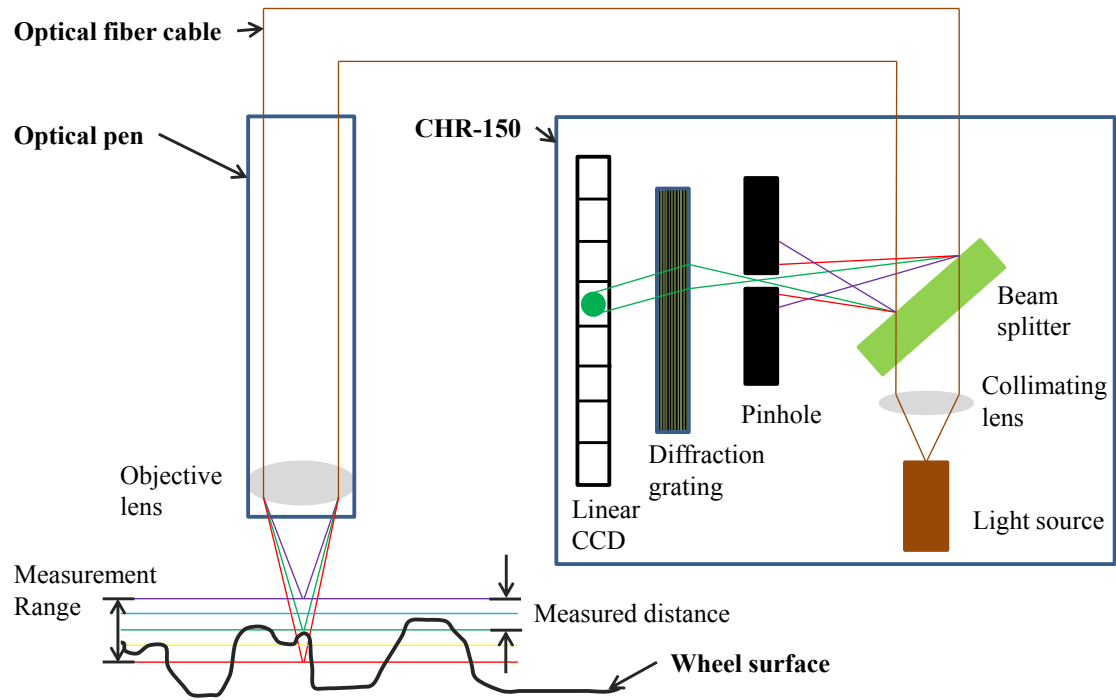 Optical fiber cable
Optical pen
CHR-150
Beam
splitter
Collimating
lens
Pinhole
Diffraction
grating
Linear
CCD
Light source
Objective
lens
Measurement
Range
Measured distance
Wheel surface